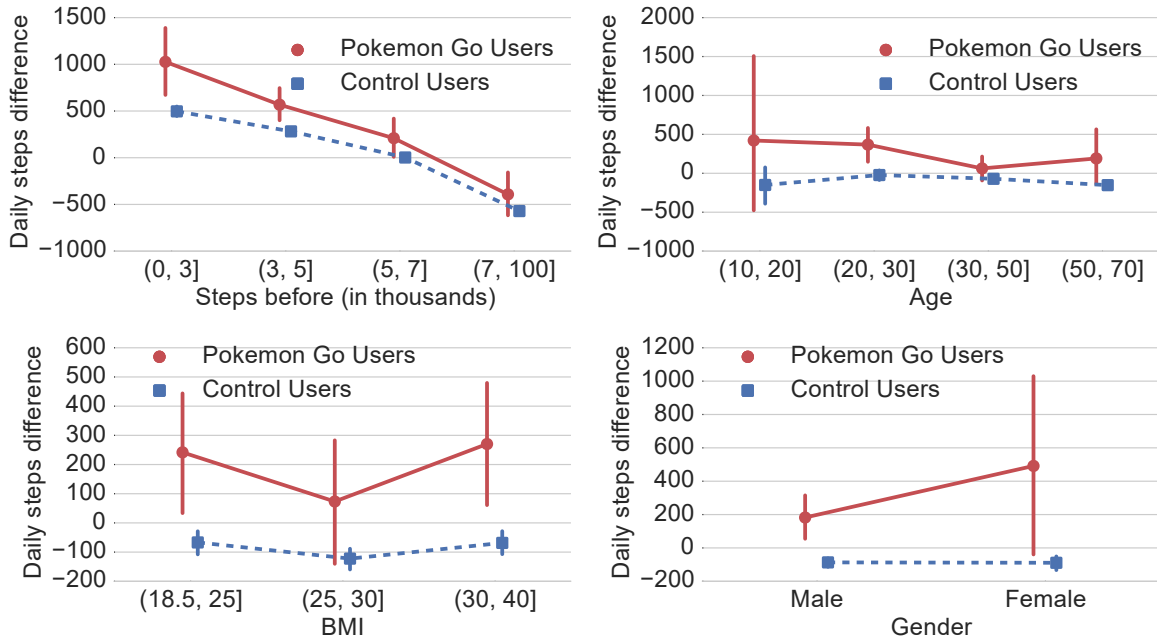 Daily steps difference
1500
1000
500
0
−500
−1000
Pokemon Go Users
Control Users
(0, 3]
(3, 5]
(5, 7]
(7, 100]
Steps before (in thousands)
Daily steps difference
2000
1500
1000
500
0
−500
−1000
Pokemon Go Users
Control Users
(10, 20]
(20, 30]
(30, 50]
(50, 70]
Age
Daily steps difference
600
500
400
300
200
100
0
−100
−200
Pokemon Go Users
Control Users
(18.5, 25]
(25, 30]
(30, 40]
BMI
Daily steps difference
1200
1000
800
600
400
200
0
−200
Pokemon Go Users
Control Users
Male
Female
Gender